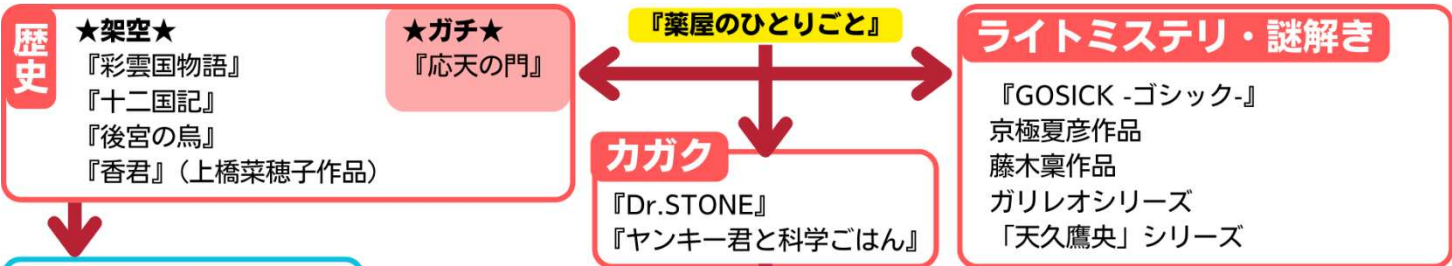 『薬屋のひとりごと』
歴史
★架空★
『彩雲国物語』
『十二国記』
『後宮の烏』
『香君』（上橋菜穂子作品）
★ガチ★
『応天の門』
カガク
『Dr.STONE』
『ヤンキー君と科学ごはん』
ライトミステリ・謎解き
『GOSICK -ゴシック-』
京極夏彦作品
藤木稟作品
ガリレオシリーズ
「天久鷹央」シリーズ